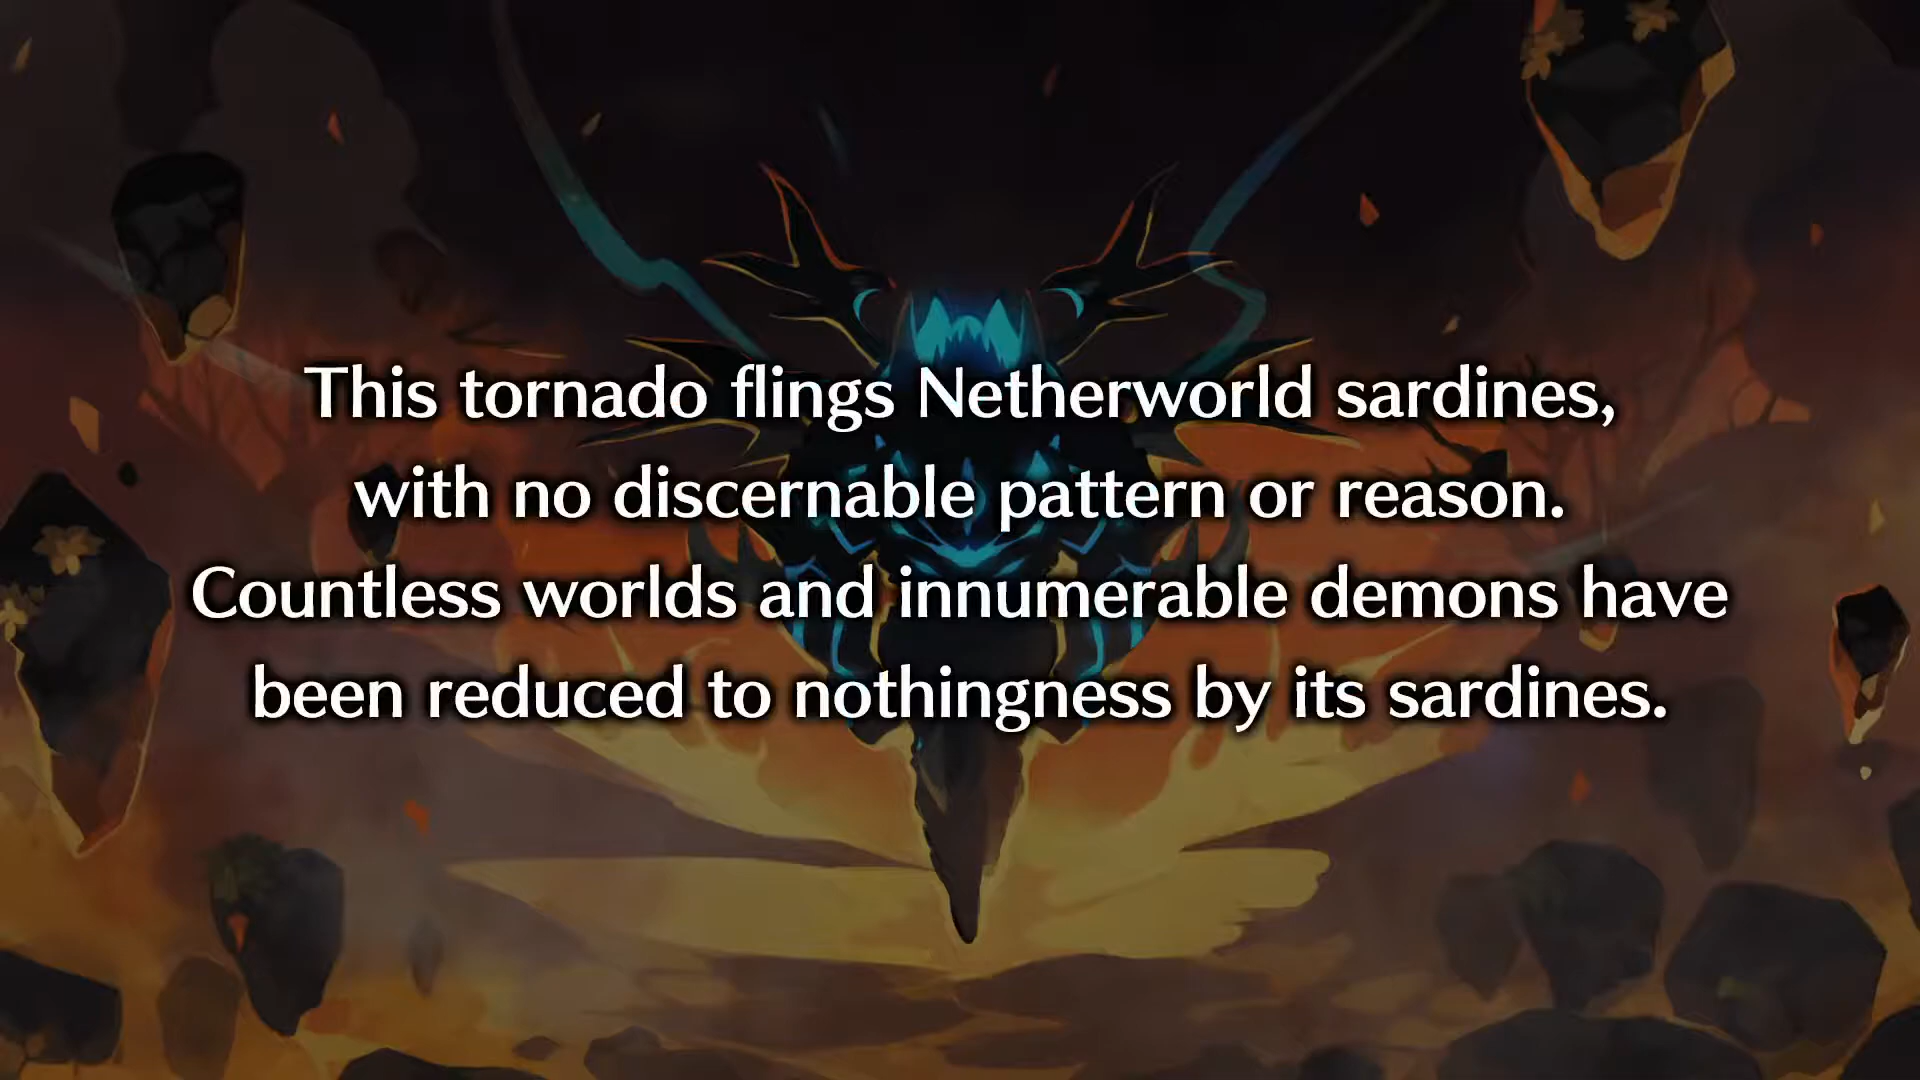 This tornado flings Netherworld sardines,
with no discernable pattern or reason.
Countless worlds and innumerable demons have
been reduced to nothingness by its sardines.